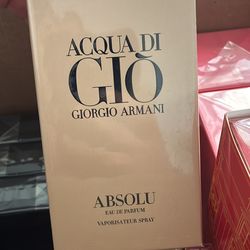 ACQUA DI
GIÒ
GIORGIO ARMANI
ABSOLU
EAU DE PARFUM
VAPORISATEUR SPRAY